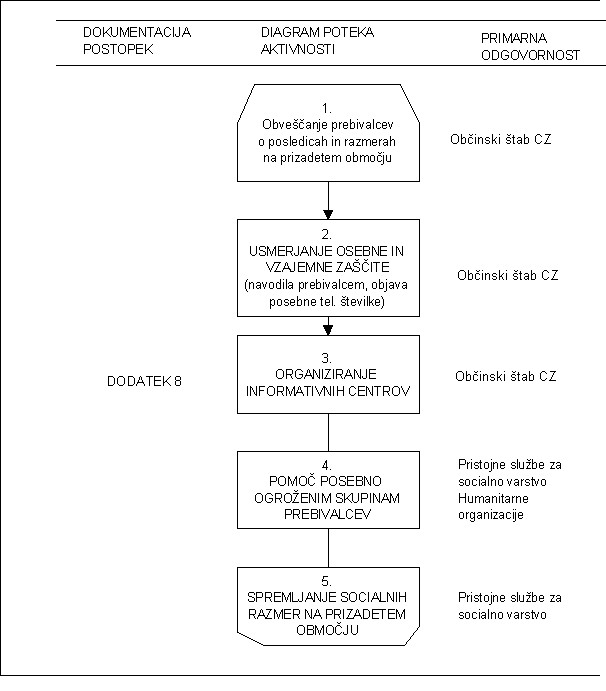 DOKUMENTACIJA
POSTOPEK
DIAGRAM POTEKA
AKTIVNOSTI
PRIMARNA
ODGOVORNOST
1.
Obveščanje prebivalcev
o posledicah in razmerah
na prizadetem območju
Občinski štab CZ
2.
USMERJANJE OSEBNE IN
VZAJEMNE ZAŠČITE
(navodila prebivalcem, objava
posebne tel. številke)
Občinski štab CZ
DODATEK 8
3.
ORGANIZIRANJE
INFORMATIVNIH CENTROV
Občinski štab CZ
4.
POMOČ POSEBNO
OGROŽENIM SKUPINAM
PREBIVALCEV
Pristojne službe za
socialno varstvo
Humanitarne
organizacije
5.
SPREMLJANJE SOCIALNIH
RAZMER NA PRIZADETEM
OBMOČJU
Pristojne službe za
socialno varstvo